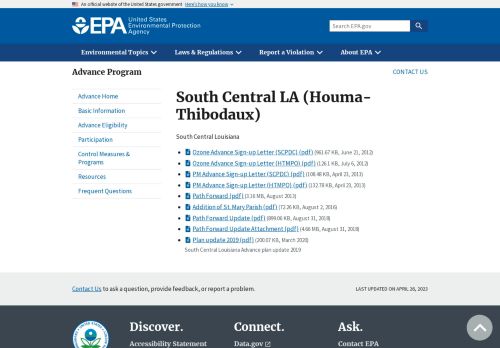 An official website of the United States government Here's how you know
EPA United States
Environmental Protection
Agency
Search EPA.gov
Environmental Topics Laws & Regulations Report a Violation About EPA
Advance Program
CONTACT US
Advance Home
Basic Information
Advance Eligibility
Participation
Control Measures &
Programs
Resources
Frequent Questions
South Central LA (Houma-
Thibodaux)
South Central Louisiana
Ozone Advance Sign-up Letter (SCPDC) (pdf) (961.67 KB, June 21, 2012)
Ozone Advance Sign-up Letter (HTMPO) (pdf) (126.1 KB, July 6, 2012)
PM Advance Sign-up Letter (SCPDC) (pdf) (108.48 KB, April 23, 2013)
PM Advance Sign-up Letter (HTMPO) (pdf) (132.78 KB, April 23, 2013)
Path Forward (pdf) (3.16 MB, August 2013)
Addition of St. Mary Parish (pdf) (72.26 KB, August 2, 2016)
Path Forward Update (pdf) (899.06 KB, August 31, 2018)
Path Forward Update Attachment (pdf) (4.66 MB, August 31, 2018)
Plan update 2019 (pdf) (200.07 KB, March 2020)
South Central Louisiana Advance plan update 2019
Contact Us to ask a question, provide feedback, or report a problem.
LAST UPDATED ON APRIL 26, 2023
Discover. Connect. Ask.
Accessibility Statement Data.gov Contact EPA